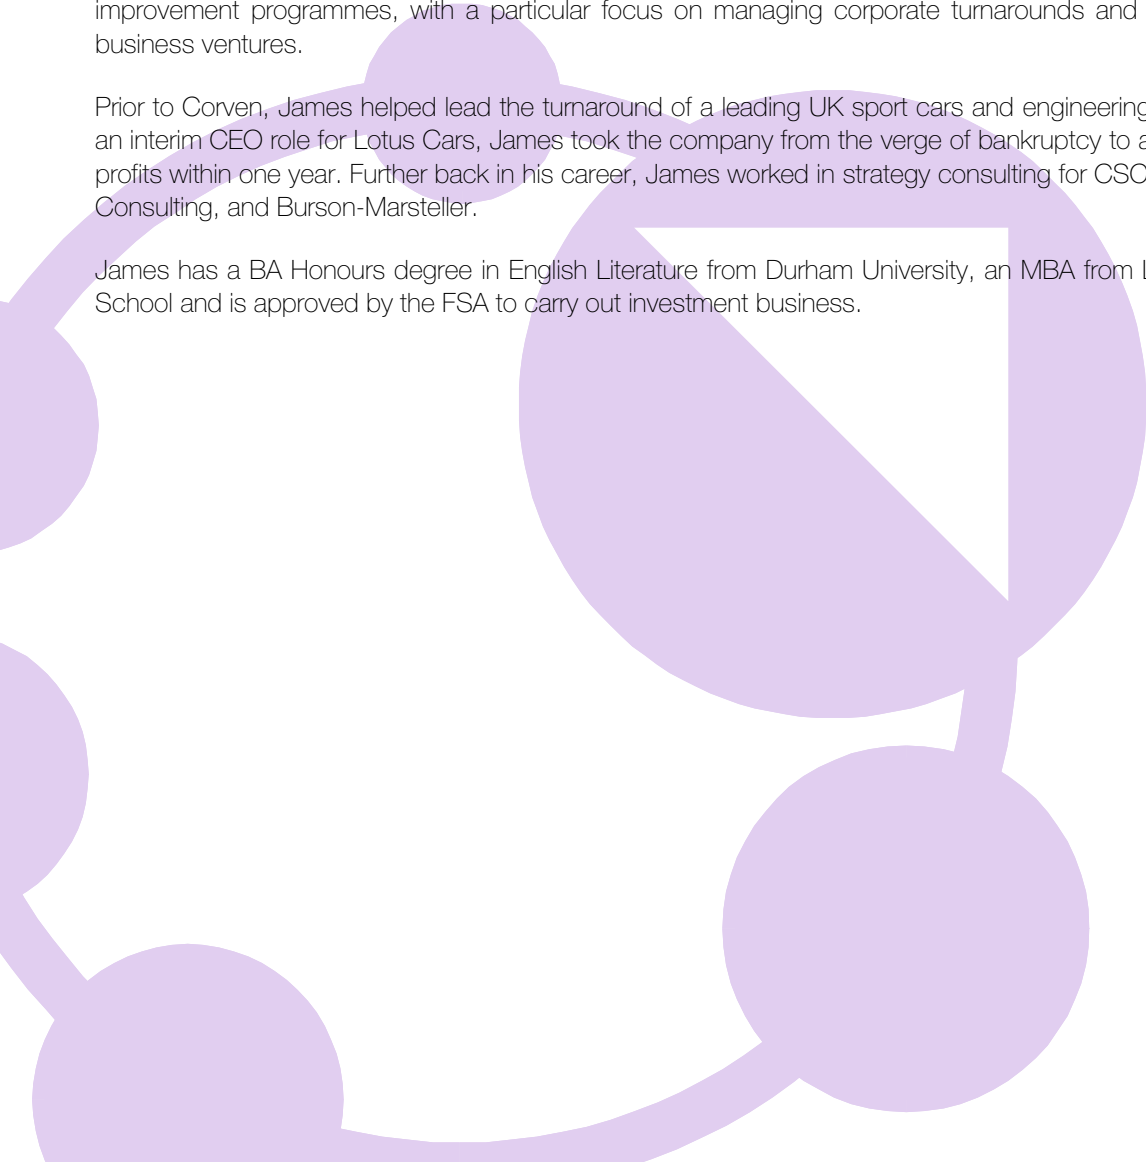 improvement programmes, with a particular focus on managing corporate turnarounds and
business ventures.
Prior to Corven, James helped lead the turnaround of a leading UK sport cars and engineering
an interim CEO role for Lotus Cars, James took the company from the verge of bankruptcy to
profits within one year. Further back in his career, James worked in strategy consulting for
Consulting, and Burson-Marsteller.
James has a BA Honours degree in English Literature from Durham University, an MBA from
School and is approved by the FSA to carry out investment business.